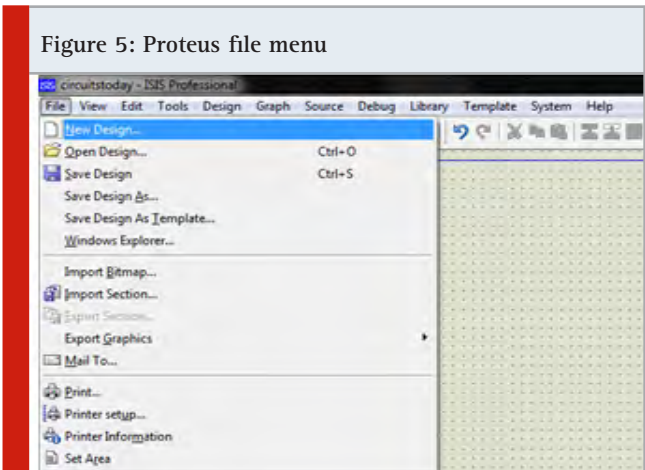 Figure 5: Proteus file menu
ISIS circuitstoday - ISIS Professional
File View Edit Tools Design Graph Source Debug Library Template System Help
New Design...
Open Design... Ctrl+O
Save Design Ctrl+S
Save Design As...
Save Design As Template...
Windows Explorer...
Import Bitmap...
Import Section...
Export Section...
Export Graphics
Mail To...
Print...
Printer setup...
Printer Information
Set Area